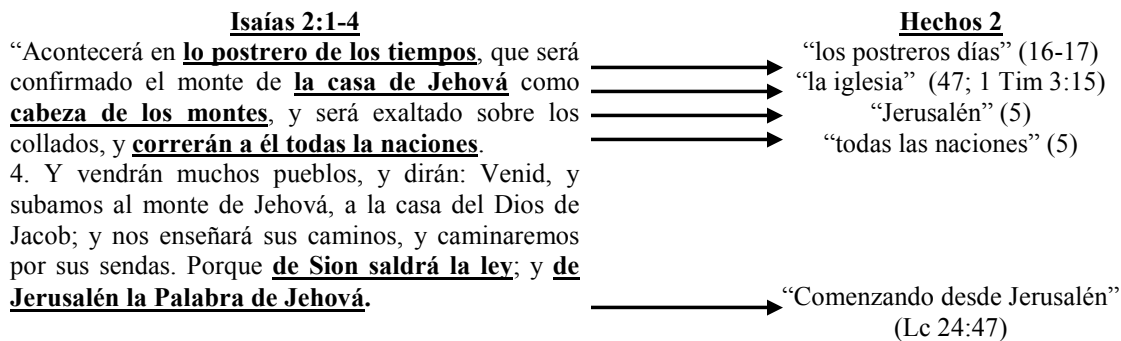 Isaías 2:1-4
“Acontecerá en lo postrero de los tiempos, que será
confirmado el monte de la casa de Jehová como
cabeza de los montes, y será exaltado sobre los
collados, y correrán a él todas la naciones.
4. Y vendrán muchos pueblos, y dirán: Venid, y
subamos al monte de Jehová, a la casa del Dios de
Jacob; y nos enseñará sus caminos, y caminaremos
por sus sendas. Porque de Sion saldrá la ley; y de
Jerusalén la Palabra de Jehová.
Hechos 2
“los postreros días” (16-17)
“la iglesia” (47; 1 Tim 3:15)
“Jerusalén” (5)
“todas las naciones” (5)
“Comenzando desde Jerusalén”
(Lc 24:47)